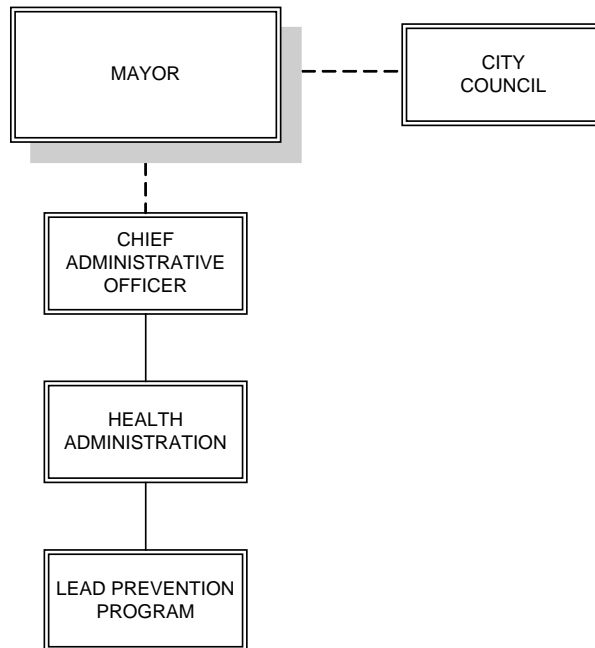 MAYOR
CITY
COUNCIL
CHIEF
ADMINISTRATIVE
OFFICER
HEALTH
ADMINISTRATION
LEAD PREVENTION
PROGRAM